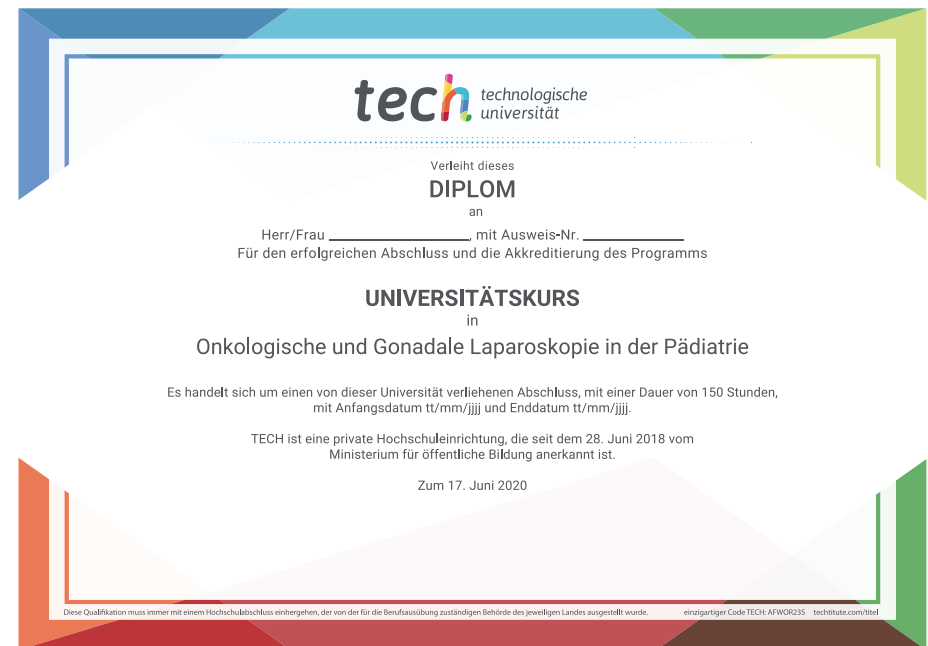 tech technologische
universität
Verleiht dieses
DIPLOM
an
Herr/Frau ____________________, mit Ausweis-Nr. ______________
Für den erfolgreichen Abschluss und die Akkreditierung des Programms
UNIVERSITÄTSKURS
in
Onkologische und Gonadale Laparoskopie in der Pädiatrie
Es handelt sich um einen von dieser Universität verliehenen Abschluss, mit einer Dauer von 150 Stunden,
mit Anfangsdatum tt/mm/jjjj und Enddatum tt/mm/jjjj.
TECH ist eine private Hochschuleinrichtung, die seit dem 28. Juni 2018 vom
Ministerium für öffentliche Bildung anerkannt ist.
Zum 17. Juni 2020
Diese Qualifikation muss immer mit einem Hochschulabschluss einhergehen, der von der für die Berufsausübung zuständigen Behörde des jeweiligen Landes ausgestellt wurde. einzigartiger Code TECH: AFWOR235 techtitute.com/titel